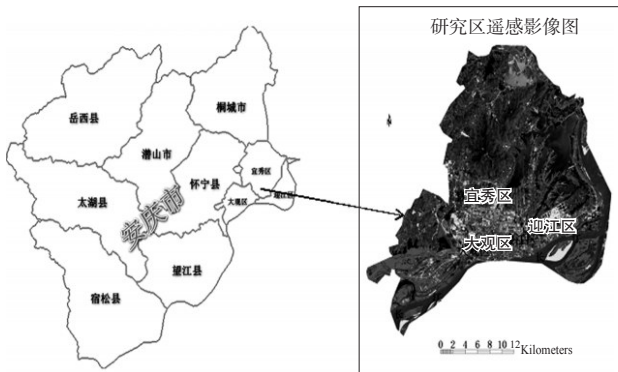 研究区遥感影像图
岳西县
桐城市
潜山市
怀宁县
宜秀区
迎江区
大观区
太湖县
安庆市
望江县
宿松县
宜秀区
迎江区
大观区
0 2 4 6 8 10 12
Kilometers